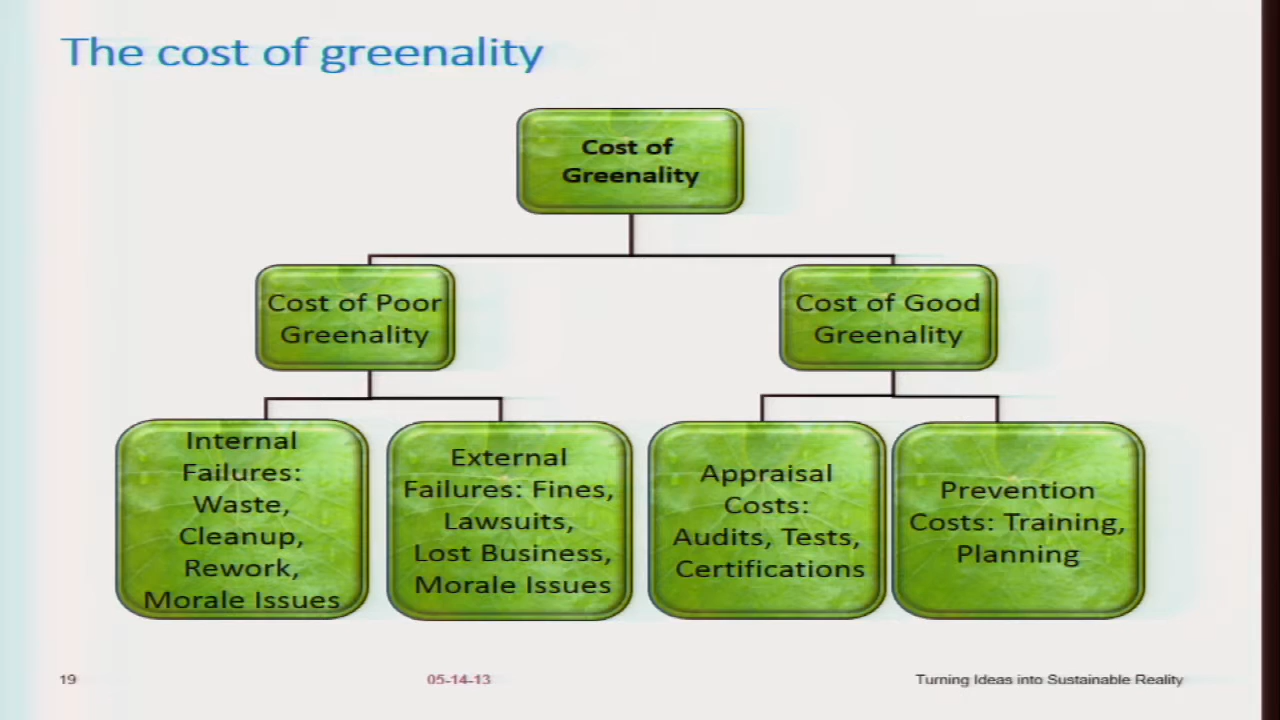 The cost of greenality
Cost of
Greenality
Cost of Poor
Greenality
Cost of Good
Greenality
Internal
Failures:
Waste,
Cleanup,
Rework,
Morale Issues
External
Failures: Fines,
Lawsuits,
Lost Business,
Morale Issues
Appraisal
Costs:
Audits, Tests,
Certifications
Prevention
Costs: Training,
Planning
19
05-14-13
Turning Ideas into Sustainable Reality